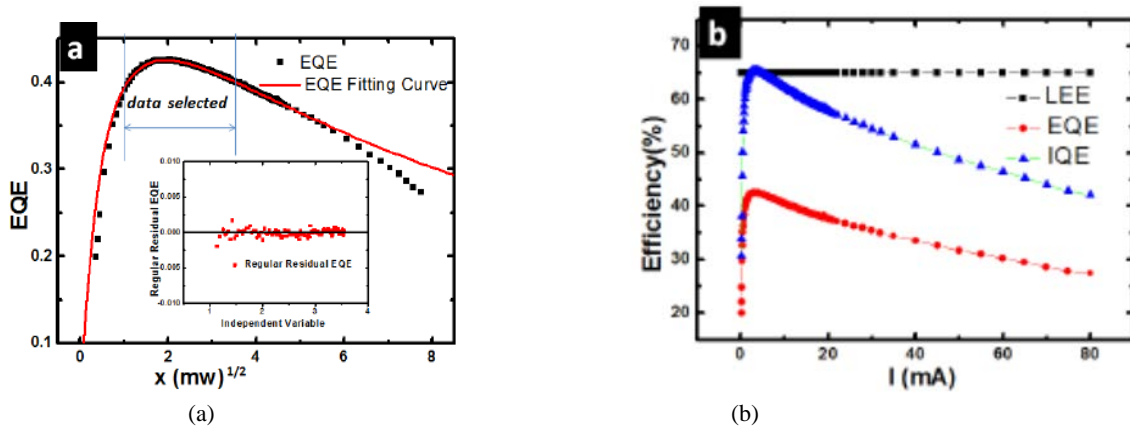 a
0.4
0.3
0.2
0.1
EQE
EQE
EQE Fitting Curve
data selected
0.010
0.005
0.000
-0.005
-0.010
Regular Residual EQE
Regular Residual EQE
1 2 3 4
Independent Variable
0 2 4 6 8
x (mw)^1/2
(a)
b
70
60
50
40
30
20
Efficiency(%)
LEE
EQE
IQE
0 20 40 60 80
I (mA)
(b)